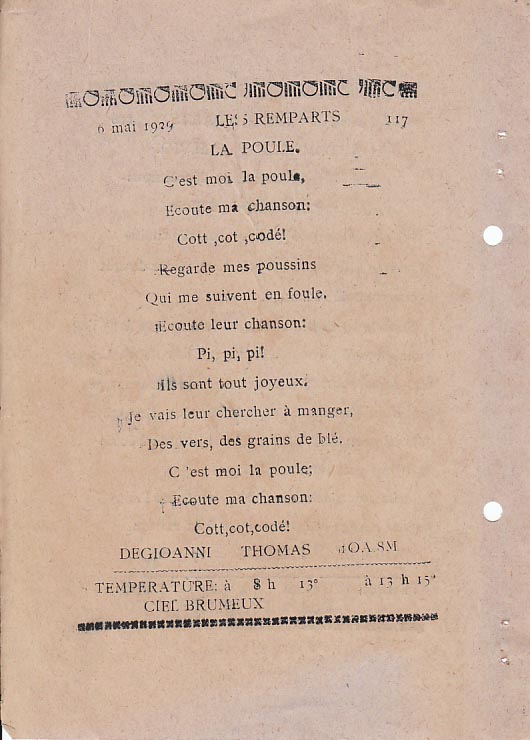 6 mai 1929 LES REMPARTS 117
LA POULE.
C'est moi la poule,
Ecoute ma chanson:
Cott ,cot ,codé!
Regarde mes poussins
Qui me suivent en foule.
Ecoute leur chanson:
Pi, pi, pi!
Ils sont tout joyeux.
Je vais leur chercher à manger,
Des vers, des grains de blé.
C 'est moi la poule;
Ecoute ma chanson:
Cott,cot,codé!
DEGIOANNI THOMAS
TEMPERATURE: à 8 h 13° à 13 h 15°
CIEL BRUMEUX